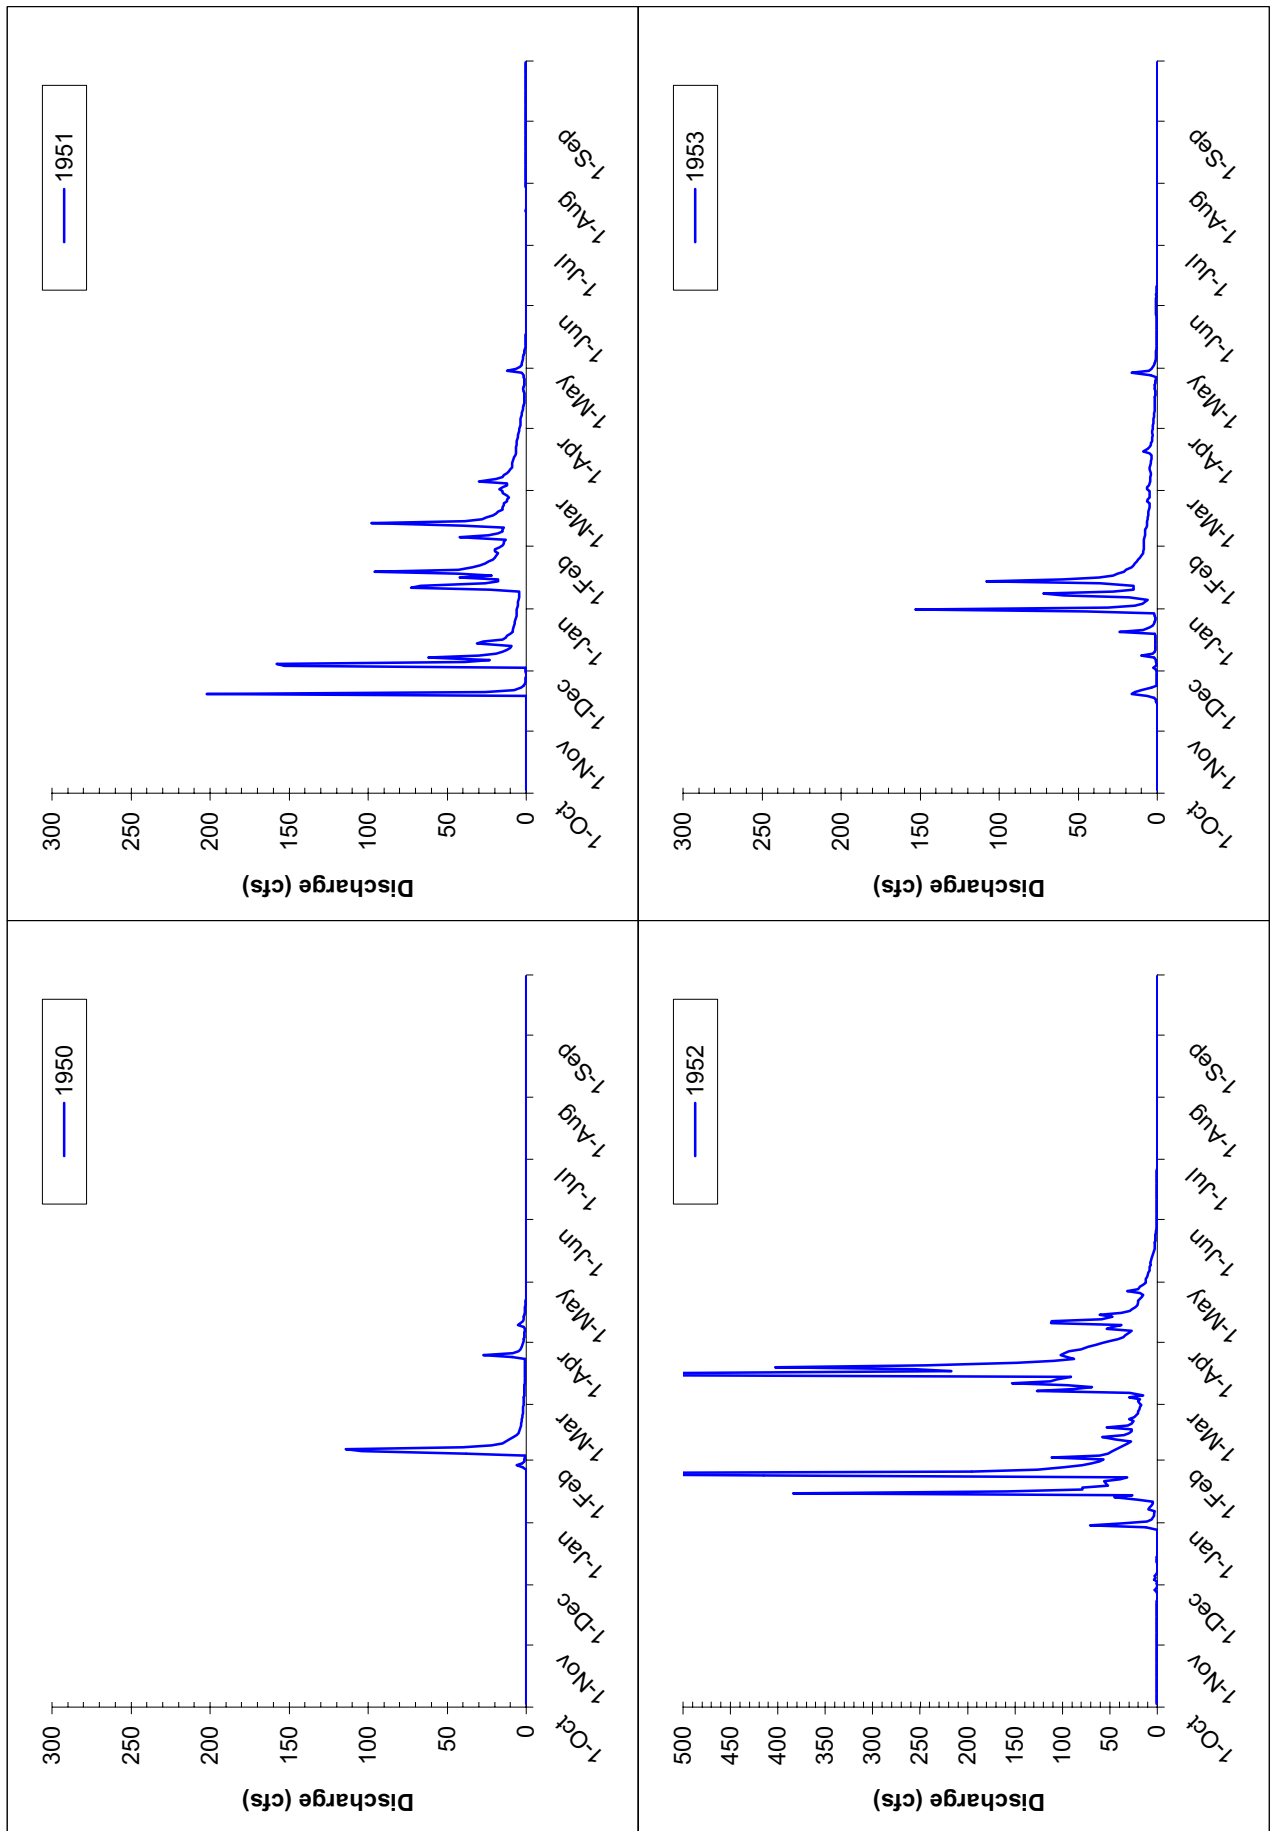 1950
Discharge (cfs)
300
250
200
150
100
50
0
1-Oct
1-Nov
1-Dec
1-Jan
1-Feb
1-Mar
1-Apr
1-May
1-Jun
1-Jul
1-Aug
1-Sep
1951
Discharge (cfs)
300
250
200
150
100
50
0
1-Oct
1-Nov
1-Dec
1-Jan
1-Feb
1-Mar
1-Apr
1-May
1-Jun
1-Jul
1-Aug
1-Sep
1952
Discharge (cfs)
500
450
400
350
300
250
200
150
100
50
0
1-Oct
1-Nov
1-Dec
1-Jan
1-Feb
1-Mar
1-Apr
1-May
1-Jun
1-Jul
1-Aug
1-Sep
1953
Discharge (cfs)
300
250
200
150
100
50
0
1-Oct
1-Nov
1-Dec
1-Jan
1-Feb
1-Mar
1-Apr
1-May
1-Jun
1-Jul
1-Aug
1-Sep